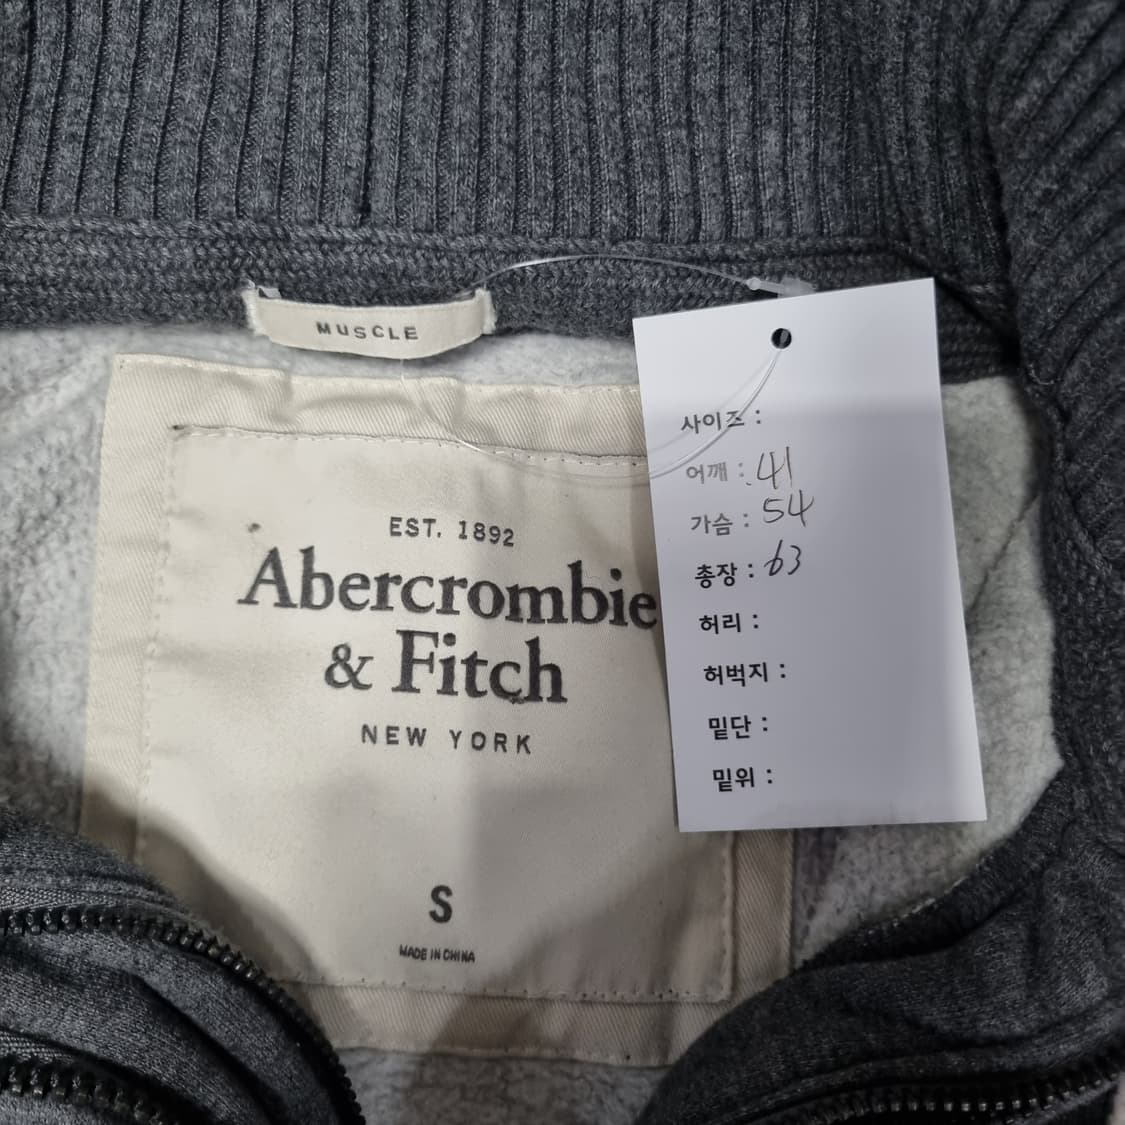 MUSCLE
EST. 1892
Abercrombie
& Fitch
NEW YORK
S
MADE IN CHINA
사이즈 :
어깨 : 41
가슴 : 54
총장 : 63
허리 :
허벅지 :
밑단 :
밑위 :